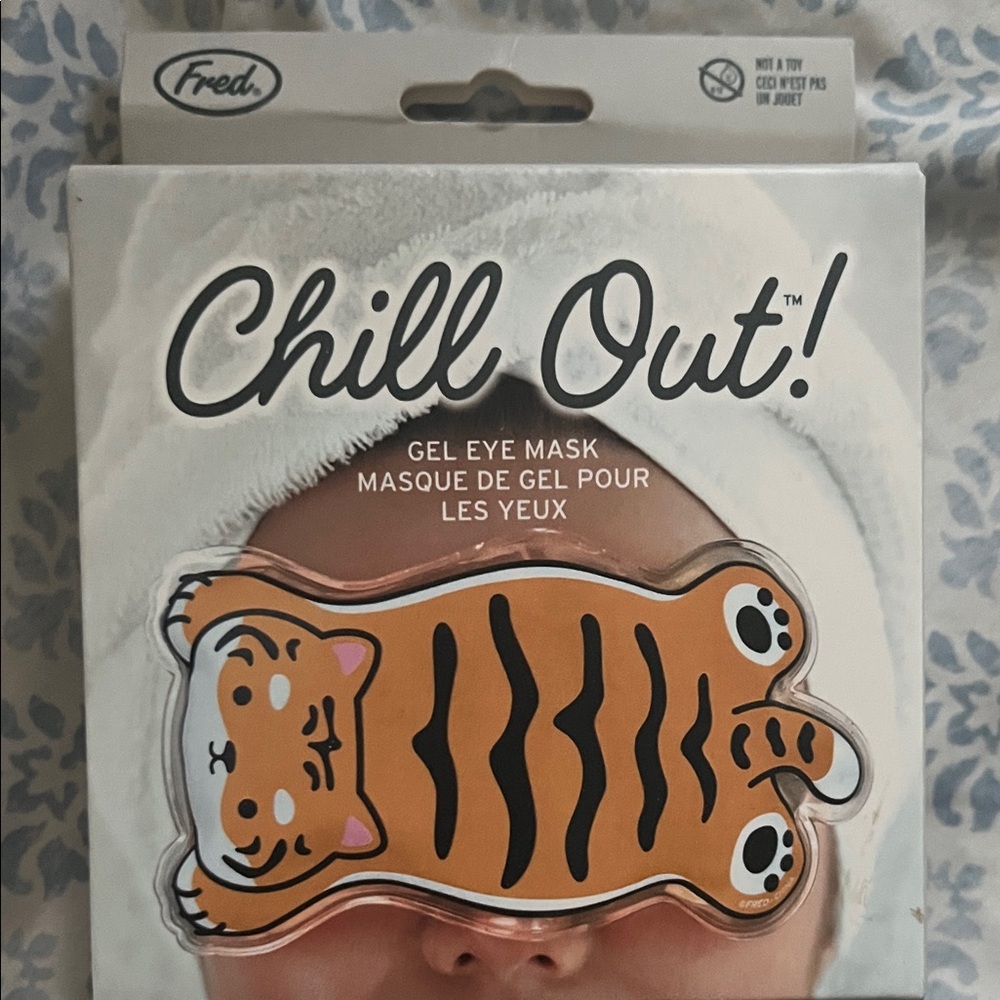 Fred®
NOT A TOY
CECI N'EST PAS
UN JOUET
Chill Out!™
GEL EYE MASK
MASQUE DE GEL POUR
LES YEUX
©FRED